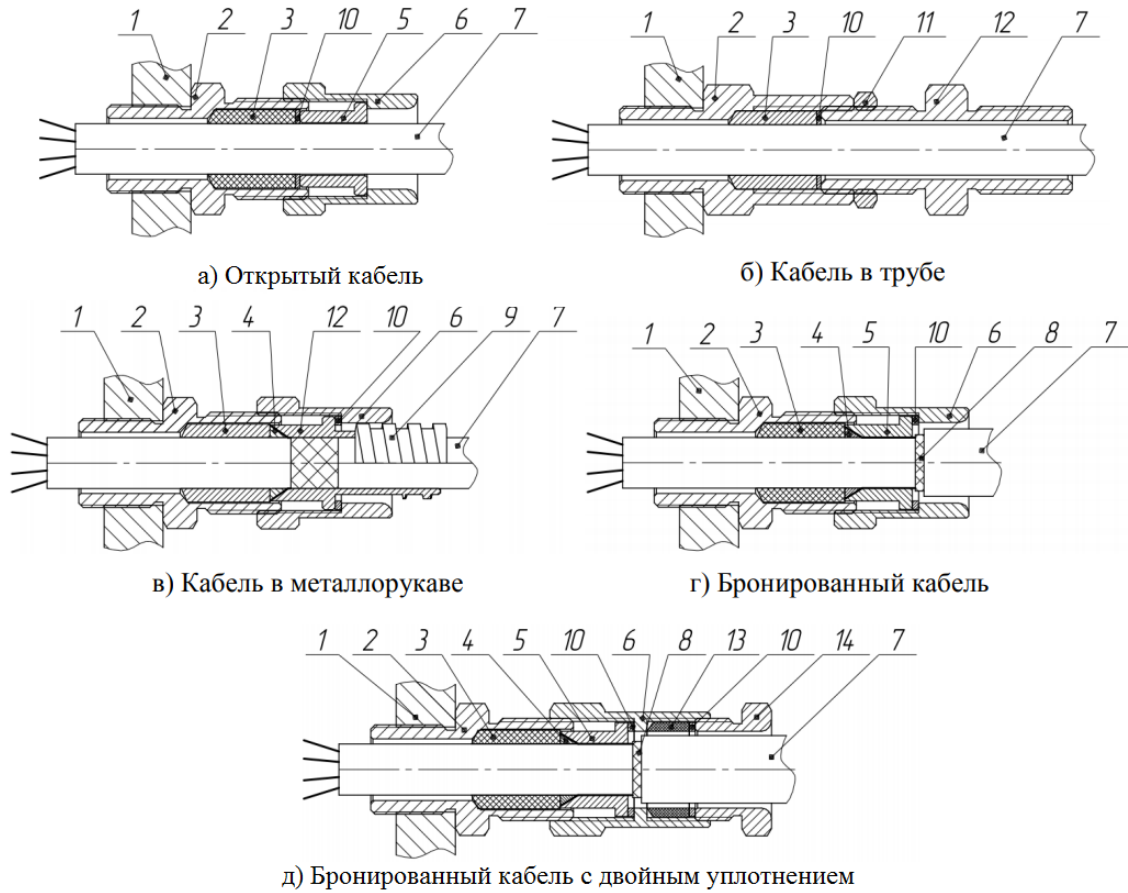 1 2 3 10 5 6 7
1 2 3 10 11 12 7
а) Открытый кабель
б) Кабель в трубе
1 2 3 4 12 10 6 9 7
1 2 3 4 5 10 6 8 7
в) Кабель в металлорукаве
г) Бронированный кабель
1 2 3 4 5 10 6 8 13 10 14 7
д) Бронированный кабель с двойным уплотнением